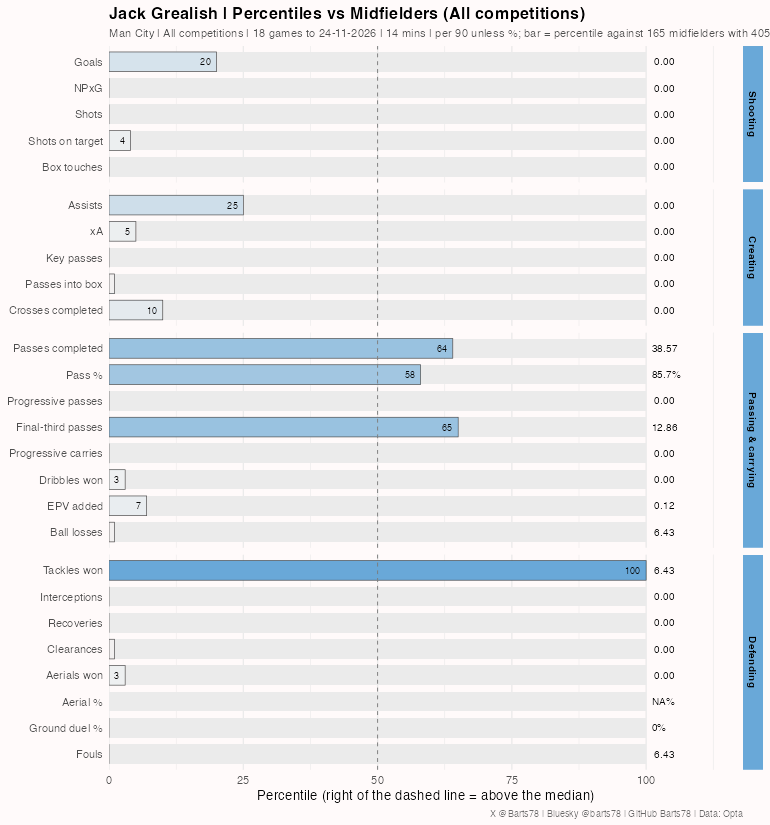 Jack Grealish | Percentiles vs Midfielders (All competitions)
Man City | All competitions | 18 games to 24-11-2026 | 14 mins | per 90 unless %; bar = percentile against 165 midfielders with 405
Goals 20 0.00
NPxG 0.00
Shots 0.00
Shots on target 4 0.00
Box touches 0.00
Shooting
Assists 25 0.00
xA 5 0.00
Key passes 0.00
Passes into box 0.00
Crosses completed 10 0.00
Creating
Passes completed 64 38.57
Pass % 58 85.7%
Progressive passes 0.00
Final-third passes 65 12.86
Progressive carries 0.00
Dribbles won 3 0.00
EPV added 7 0.12
Ball losses 6.43
Passing & carrying
Tackles won 100 6.43
Interceptions 0.00
Recoveries 0.00
Clearances 0.00
Aerials won 3 0.00
Aerial % NA%
Ground duel % 0%
Fouls 6.43
Defending
0 25 50 75 100
Percentile (right of the dashed line = above the median)
X @Barts78 | Bluesky @barts78 | GitHub Barts78 | Data: Opta